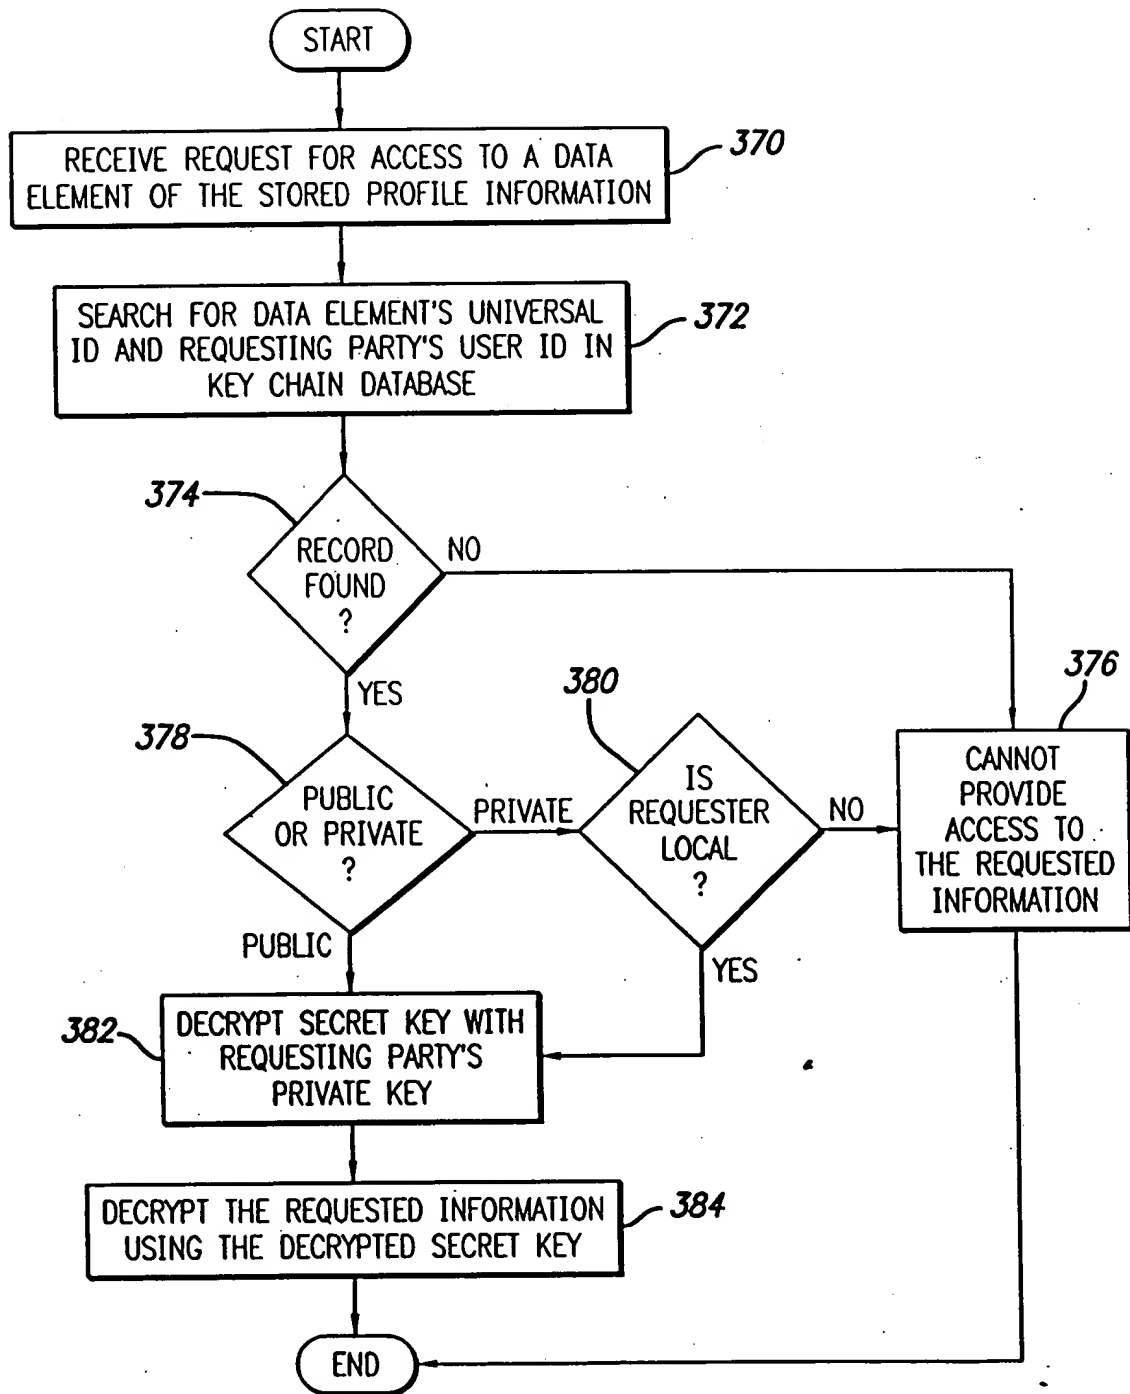 START
RECEIVE REQUEST FOR ACCESS TO A DATA
ELEMENT OF THE STORED PROFILE INFORMATION
370
SEARCH FOR DATA ELEMENT'S UNIVERSAL
ID AND REQUESTING PARTY'S USER ID IN
KEY CHAIN DATABASE
372
374
RECORD
FOUND
?
NO
YES
378
PUBLIC
OR PRIVATE
?
PRIVATE
380
IS
REQUESTER
LOCAL
?
NO
376
CANNOT
PROVIDE
ACCESS TO
THE REQUESTED
INFORMATION
PUBLIC
YES
382
DECRYPT SECRET KEY WITH
REQUESTING PARTY'S
PRIVATE KEY
DECRYPT THE REQUESTED INFORMATION
USING THE DECRYPTED SECRET KEY
384
END